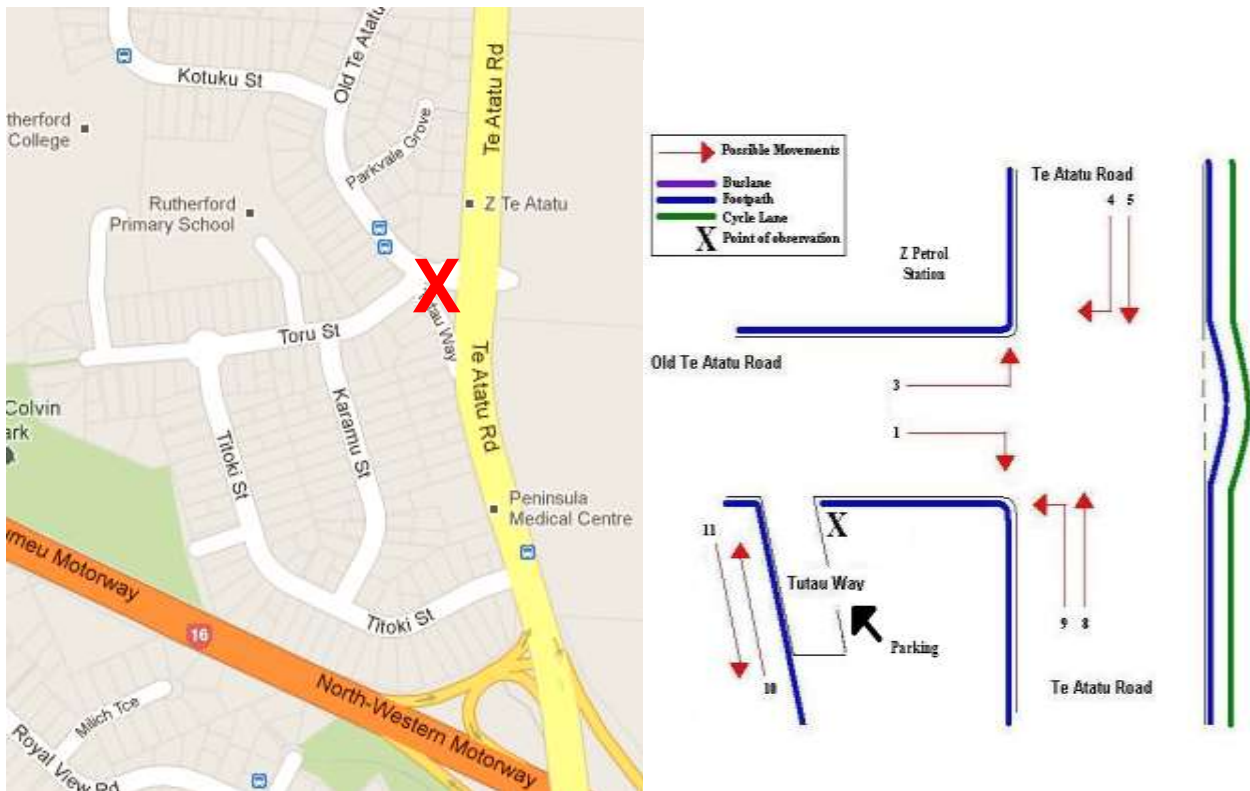 Kotuku St
Old Te Atatu
Te Atatu Rd
therford
College
Parkvale Grove
Rutherford
Primary School
Z Te Atatu
X
tau Way
Toru St
Te Atatu Rd
Colvin
ark
Karamu St
Titoki St
Peninsula
Medical Centre
umeu Motorway
16
Titoki St
North-Western Motorway
Milich Tce
Royal View Rd
Possible Movements
Buslane
Footpath
Cycle Lane
X Point of observation
Te Atatu Road
4 5
Z Petrol
Station
Old Te Atatu Road
3
1
X
11
Tutau Way
Parking
10
9 8
Te Atatu Road